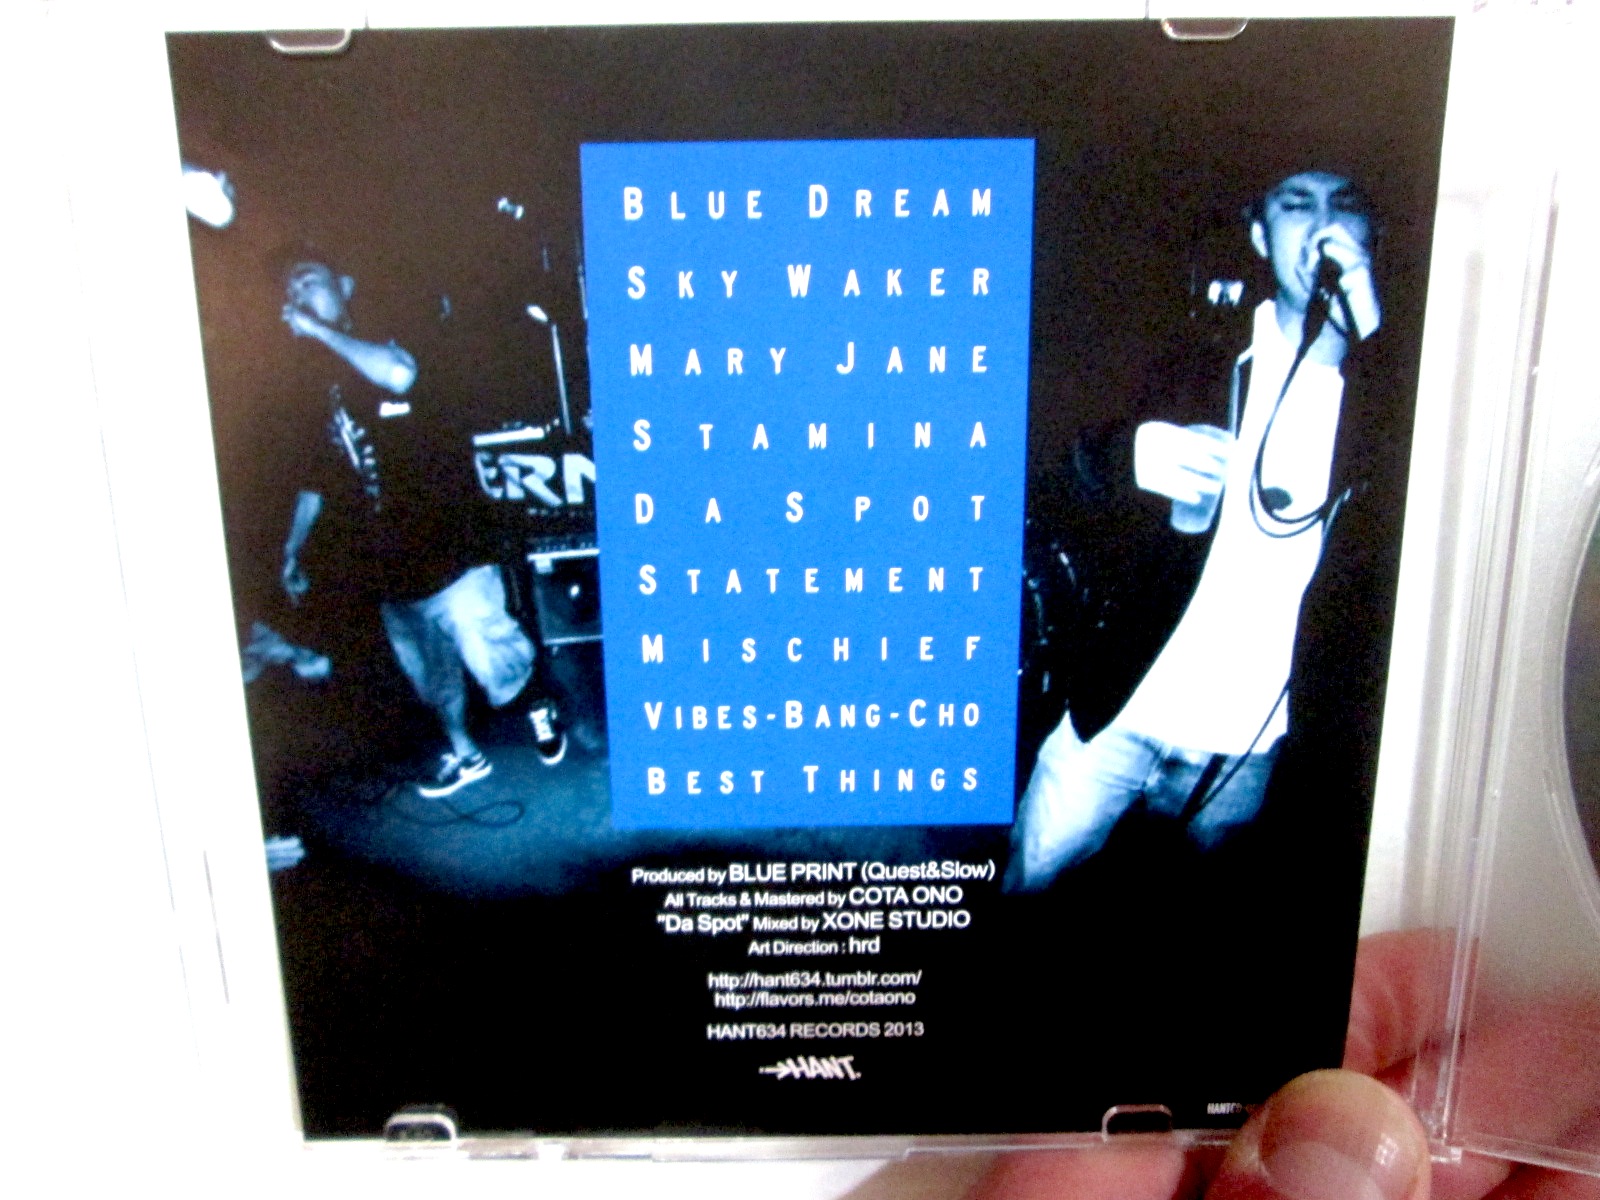 BLUE DREAM
SKY WAKER
MARY JANE
STAMINA
DA SPOT
STATEMENT
MISCHIEF
VIBES-BANG-CHO
BEST THINGS
Produced by BLUE PRINT (Quest&Slow)
All Tracks & Mastered by COTA ONO
"Da Spot" Mixed by XONE STUDIO
Art Direction : hrd
http://hant634.tumblr.com/
http://flavors.me/cotaono
HANT634 RECORDS 2013
HANT.